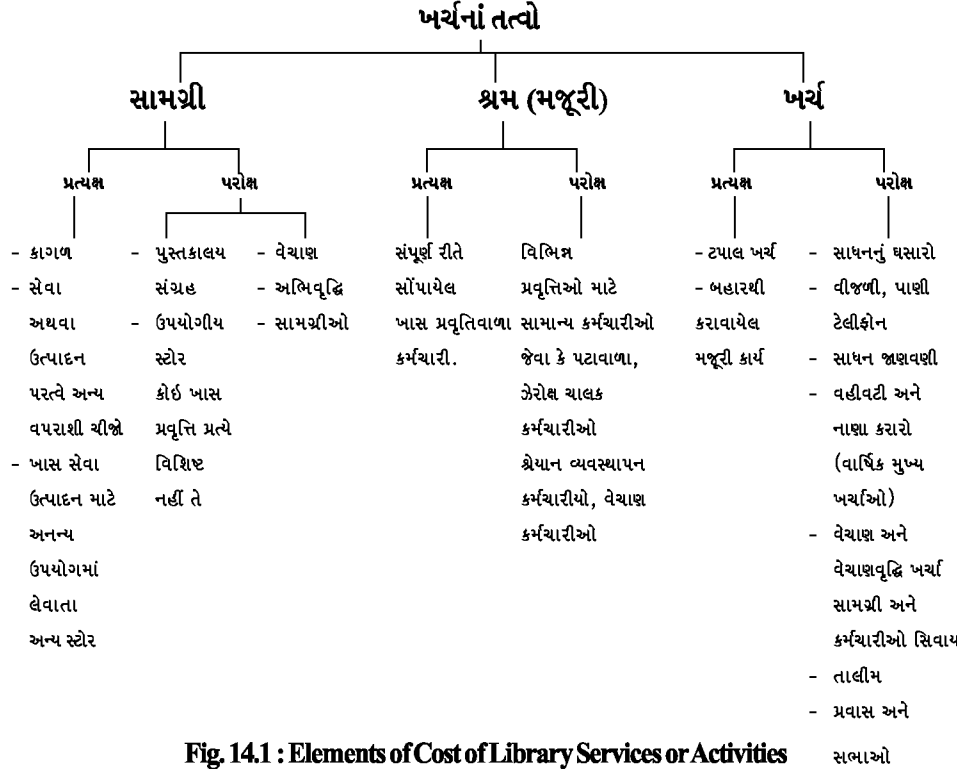 ખર્ચનાં તત્વો
સામગ્રી
પ્રત્યક્ષ
- કાગળ
- સેવા
અથવા
ઉત્પાદન
પરત્વે અન્ય
વપરાશી ચીજો
- ખાસ સેવા
ઉત્પાદન માટે
અનન્ય
ઉપયોગમાં
લેવાતા
અન્ય સ્ટોર
પરોક્ષ
- પુસ્તકાલય
સંગ્રહ
- ઉપયોગીય
સ્ટોર
કોઇ ખાસ
પ્રવૃત્તિ પ્રત્યે
વિશિષ્ટ
નહીં તે
- વેચાણ
- અભિવૃદ્ધિ
- સામગ્રીઓ
શ્રમ (મજૂરી)
પ્રત્યક્ષ
સંપૂર્ણ રીતે
સોંપાયેલ
ખાસ પ્રવૃતિવાળા
કર્મચારી.
પરોક્ષ
વિભિન્ન
પ્રવૃત્તિઓ માટે
સામાન્ય કર્મચારીઓ
જેવા કે પટાવાળા,
ઝેરોક્ષ ચાલક
કર્મચારીઓ
શ્રેયાન વ્યવસ્થાપન
કર્મચારીયો, વેચાણ
કર્મચારીઓ
ખર્ચ
પ્રત્યક્ષ
- ટપાલ ખર્ચ
- બહારથી
કરાવાયેલ
મજૂરી કાર્ય
પરોક્ષ
- સાધનનું ઘસારો
- વીજળી, પાણી
ટેલીફોન
- સાધન જાણવણી
- વહીવટી અને
નાણા કરારો
(વાર્ષિક મુખ્ય
ખર્ચાઓ)
- વેચાણ અને
વેચાણવૃદ્ધિ ખર્ચા
સામગ્રી અને
કર્મચારીઓ સિવાય
- તાલીમ
- પ્રવાસ અને
સભાઓ
Fig. 14.1 : Elements of Cost of Library Services or Activities